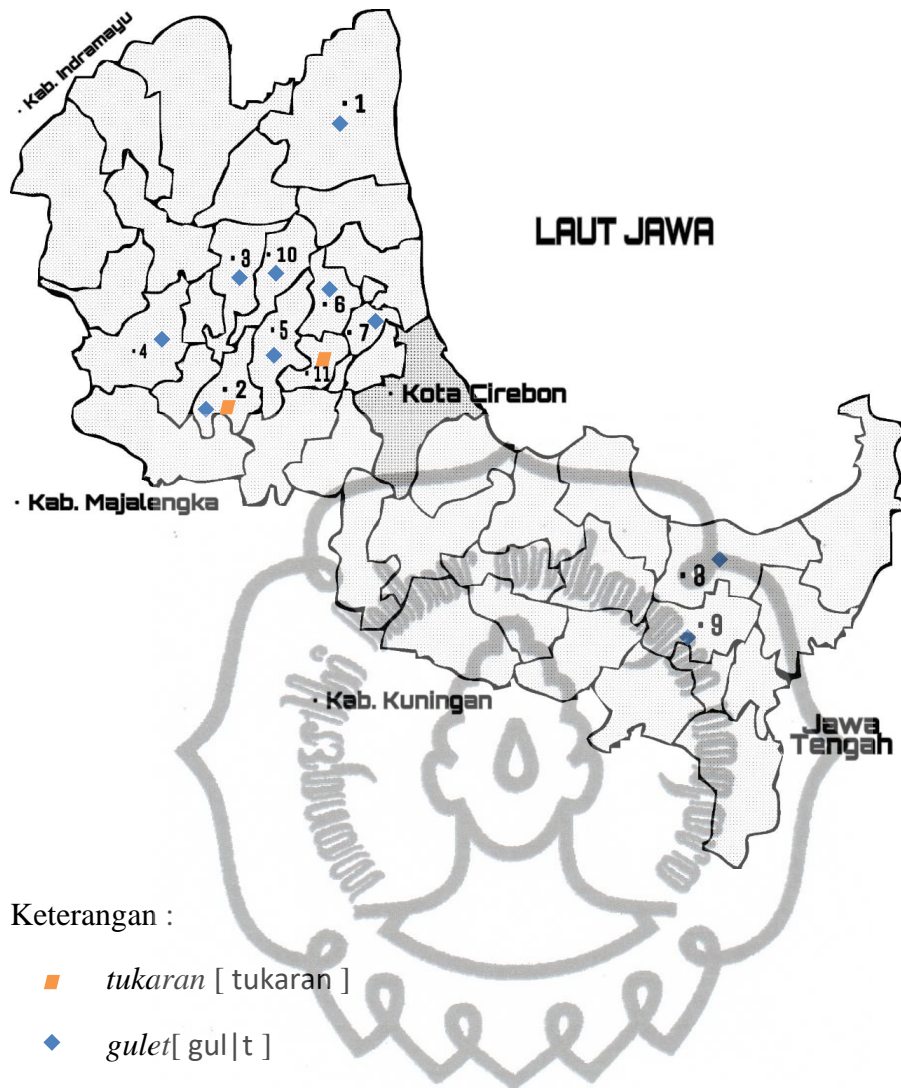 · Kab. Indramayu
· 1
LAUT JAWA
· 3
· 10
· 6
· 5
· 7
· 4
· 11
· 2
· Kota Cirebon
· Kab. Majalengka
· 8
· 9
· Kab. Kuningan
Jawa
Tengah
Keterangan :
tukaran [ tukaran ]
gulet[ gul|t ]